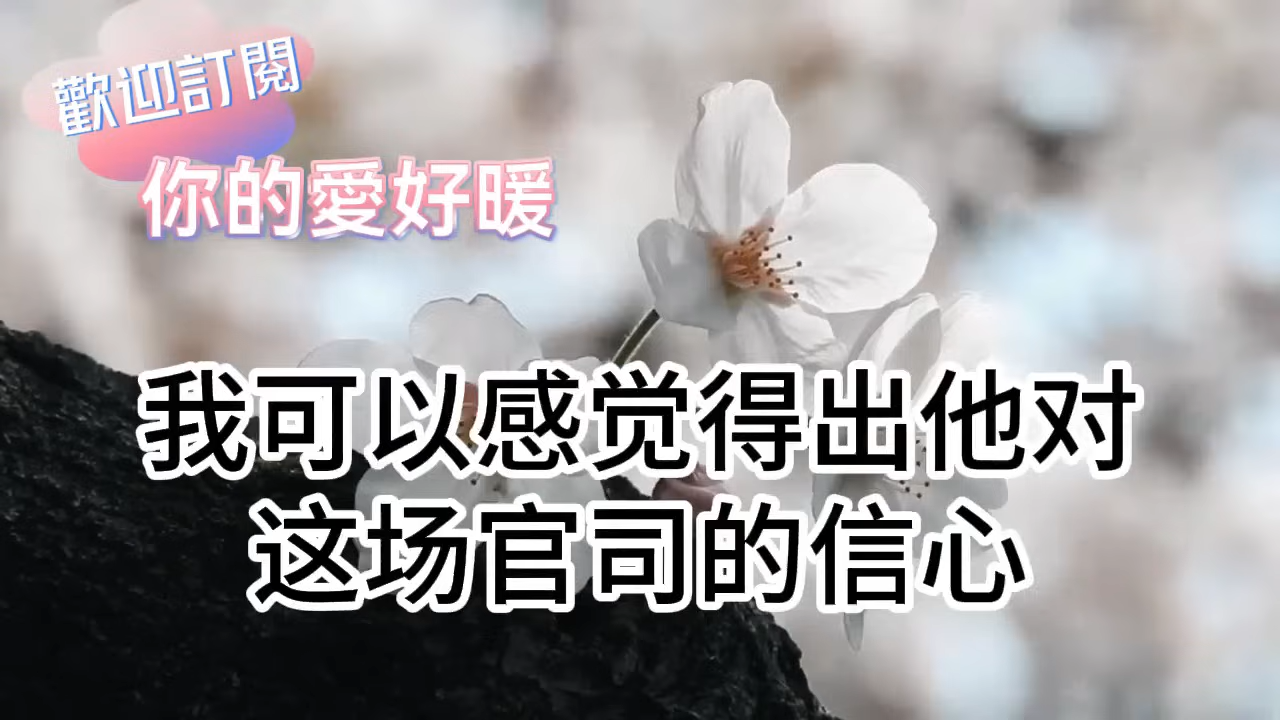 歡迎訂閱
你的愛好暖
我可以感觉得出他对
这场官司的信心